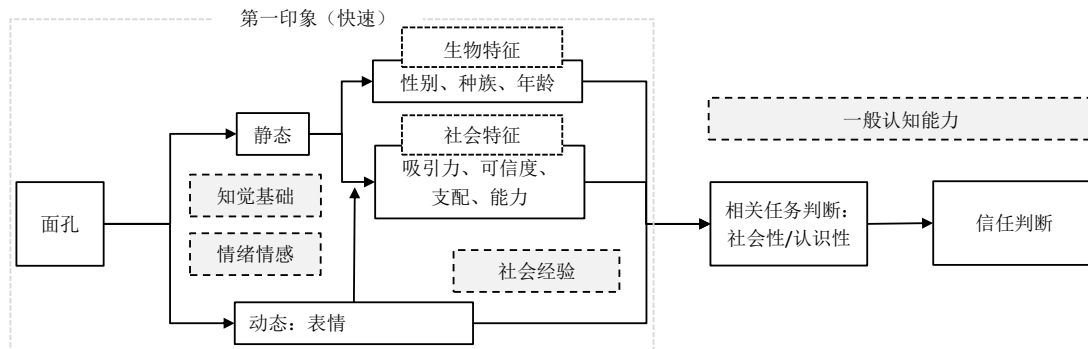 第一印象（快速）
生物特征
性别、种族、年龄
静态
社会特征
吸引力、可信度、
支配、能力
知觉基础
情绪情感
面孔
动态：表情
社会经验
一般认知能力
相关任务判断：
社会性/认识性
信任判断